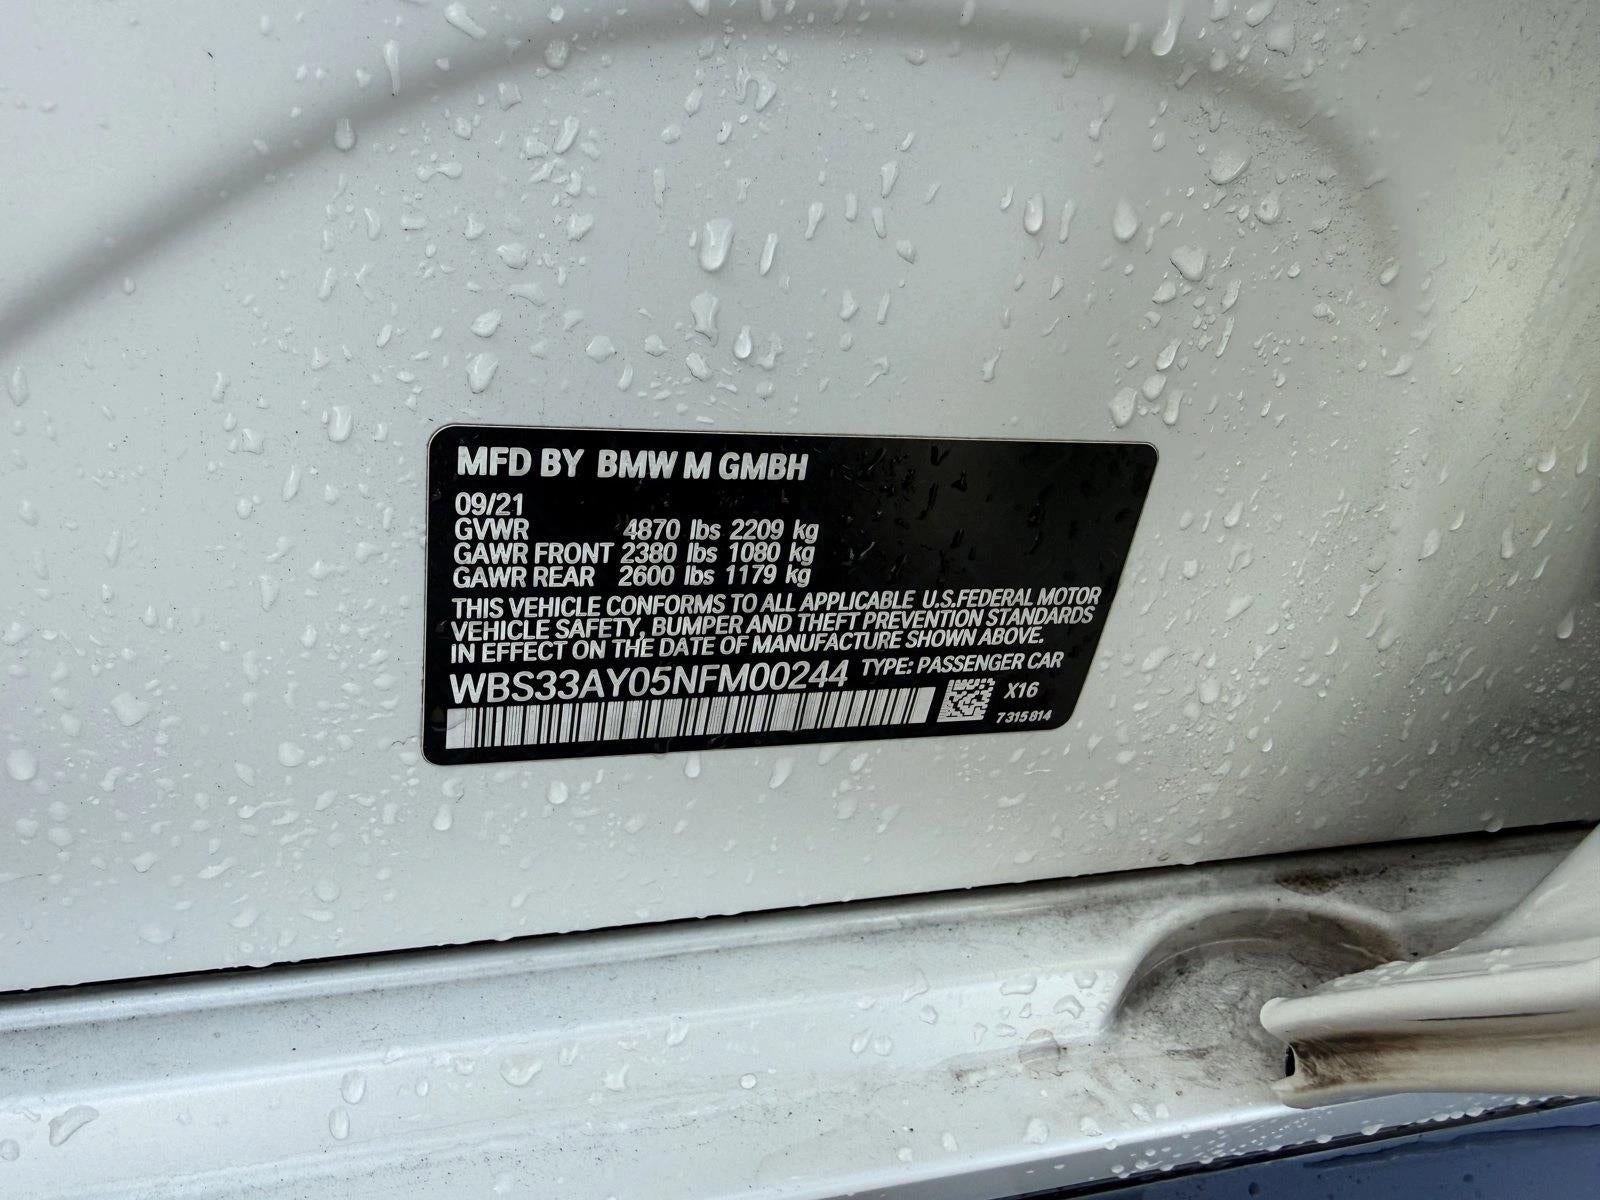 MFD BY BMW M GMBH
09/21
GVWR 4870 lbs 2209 kg
GAWR FRONT 2380 lbs 1080 kg
GAWR REAR 2600 lbs 1179 kg
THIS VEHICLE CONFORMS TO ALL APPLICABLE U.S.FEDERAL MOTOR
VEHICLE SAFETY, BUMPER AND THEFT PREVENTION STANDARDS
IN EFFECT ON THE DATE OF MANUFACTURE SHOWN ABOVE.
WBS33AY05NFM00244 TYPE: PASSENGER CAR
X16
7315814